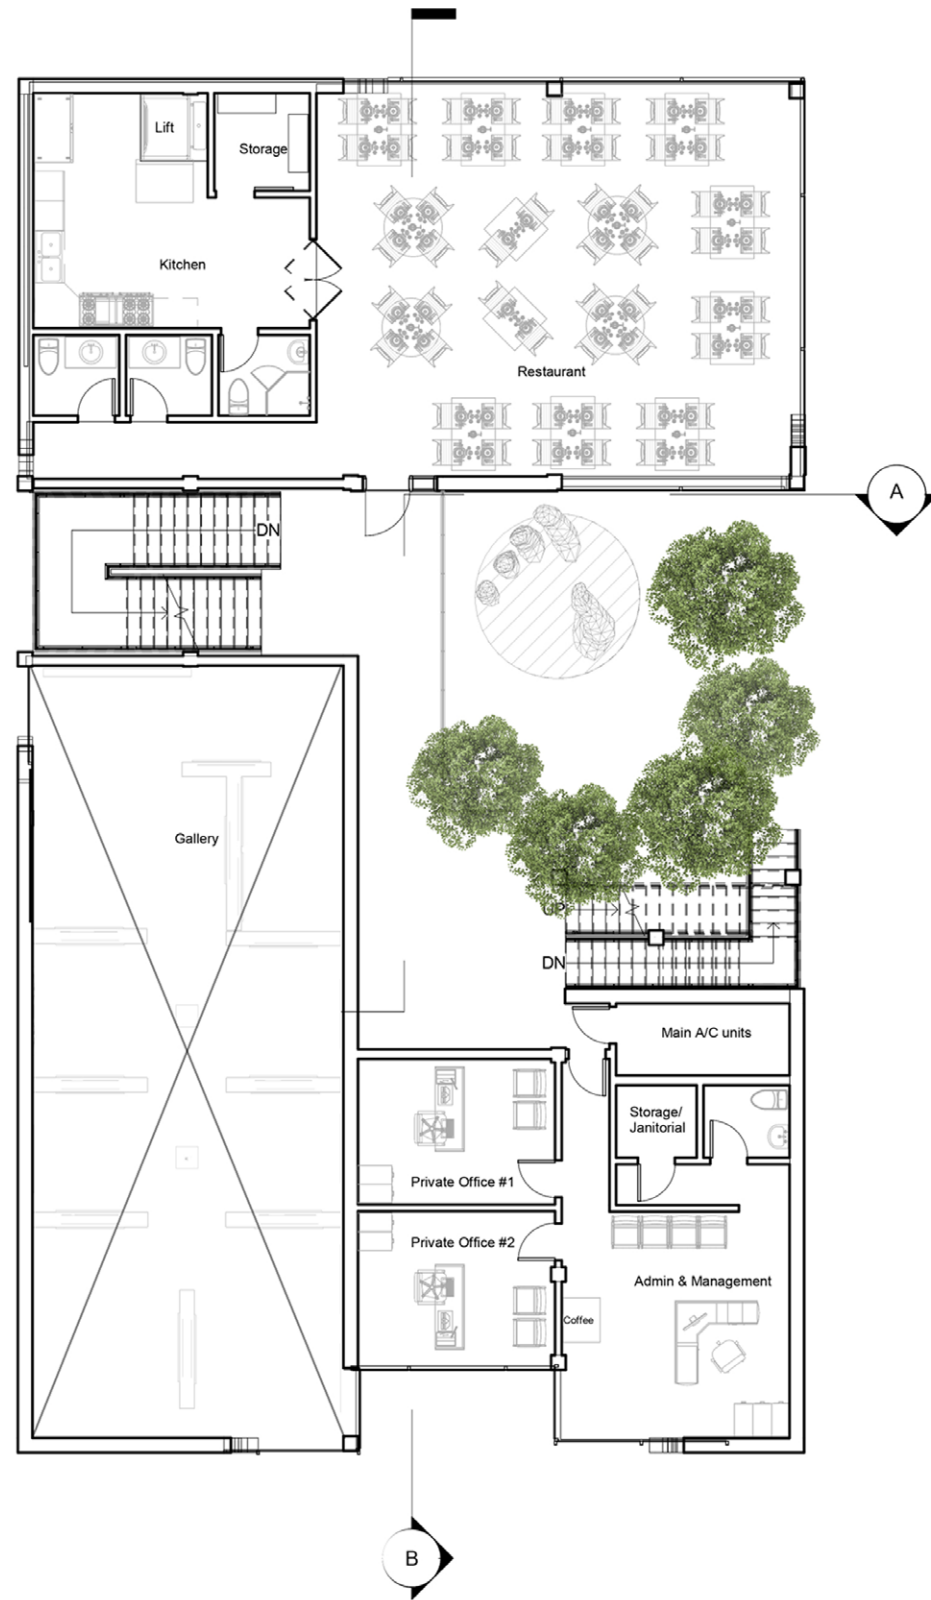 Lift
Storage
Kitchen
Restaurant
A
DN
Gallery
UP
DN
Main A/C units
Storage/
Janitorial
Private Office #1
Private Office #2
Admin & Management
Coffee
B